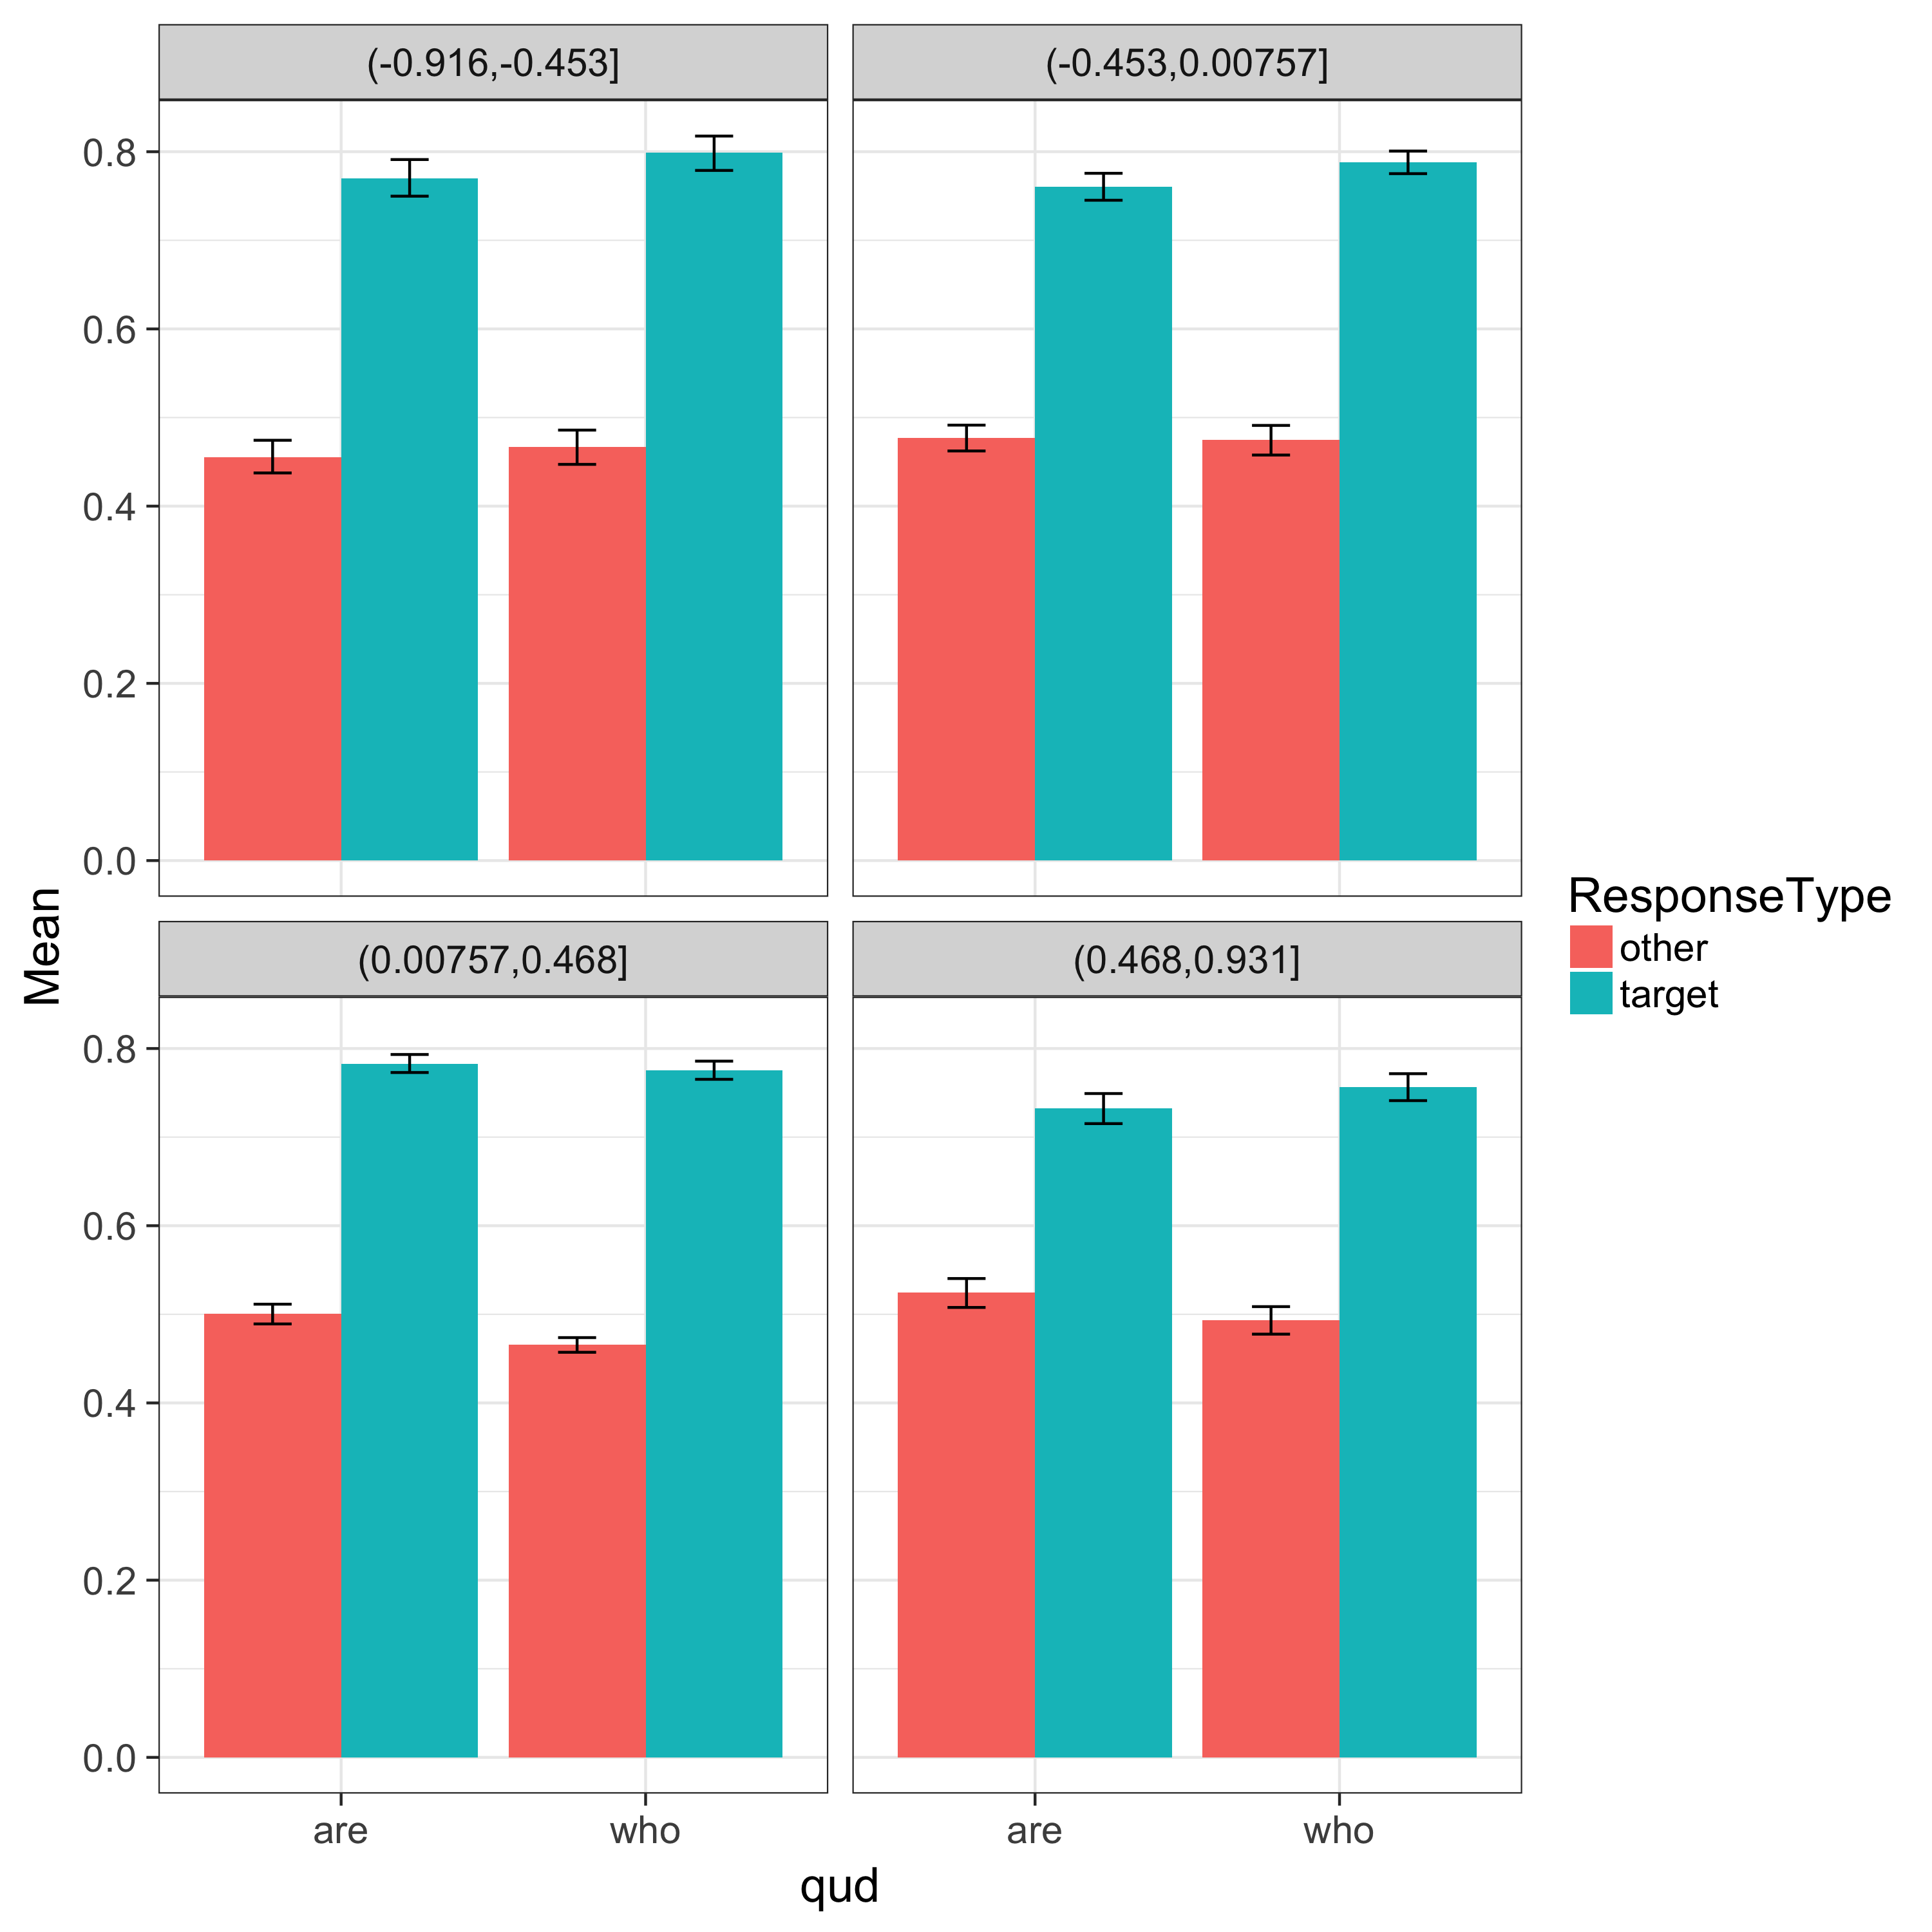 (-0.916,-0.453]
(-0.453,0.00757]
0.8
0.6
0.4
0.2
0.0
Mean
(0.00757,0.468]
(0.468,0.931]
0.8
0.6
0.4
0.2
0.0
are
who
are
who
qud
ResponseType
other
target